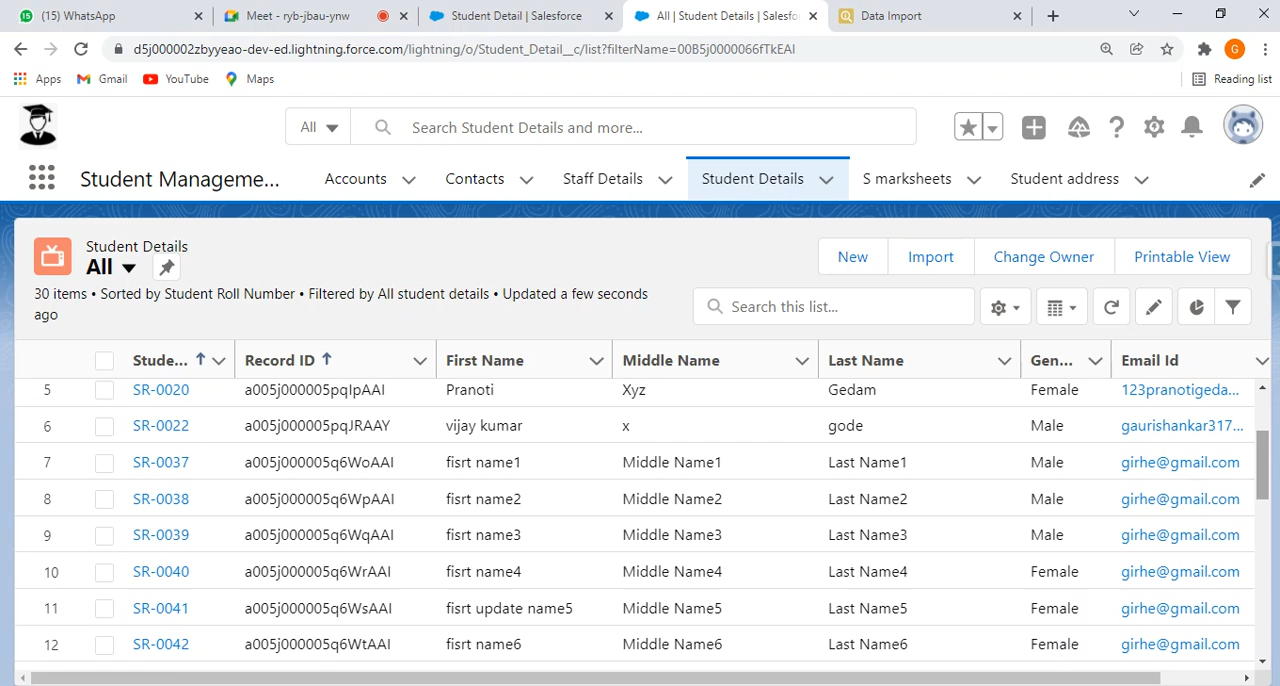 (15) WhatsApp
Meet - ryb-jbau-ynw
Student Detail | Salesforce
All | Student Details | Salesfo
Data Import
d5j000002zbyyeao-dev-ed.lightning.force.com/lightning/o/Student_Detail__c/list?filterName=00B5j0000066fTkEAI
G
Apps Gmail YouTube Maps Reading list
All Search Student Details and more...
Student Manageme... Accounts Contacts Staff Details Student Details S marksheets Student address
Student Details
All
New Import Change Owner Printable View
30 items • Sorted by Student Roll Number • Filtered by All student details • Updated a few seconds
ago
Search this list...
Stude... Record ID First Name Middle Name Last Name Gen... Email Id
5 SR-0020 a005j000005pqIpAAI Pranoti Xyz Gedam Female 123pranotigeda...
6 SR-0022 a005j000005pqJRAAY vijay kumar x gode Male gaurishankar317...
7 SR-0037 a005j000005q6WoAAI fisrt name1 Middle Name1 Last Name1 Male girhe@gmail.com
8 SR-0038 a005j000005q6WpAAI fisrt name2 Middle Name2 Last Name2 Male girhe@gmail.com
9 SR-0039 a005j000005q6WqAAI fisrt name3 Middle Name3 Last Name3 Male girhe@gmail.com
10 SR-0040 a005j000005q6WrAAI fisrt name4 Middle Name4 Last Name4 Female girhe@gmail.com
11 SR-0041 a005j000005q6WsAAI fisrt update name5 Middle Name5 Last Name5 Female girhe@gmail.com
12 SR-0042 a005j000005q6WtAAI fisrt name6 Middle Name6 Last Name6 Female girhe@gmail.com